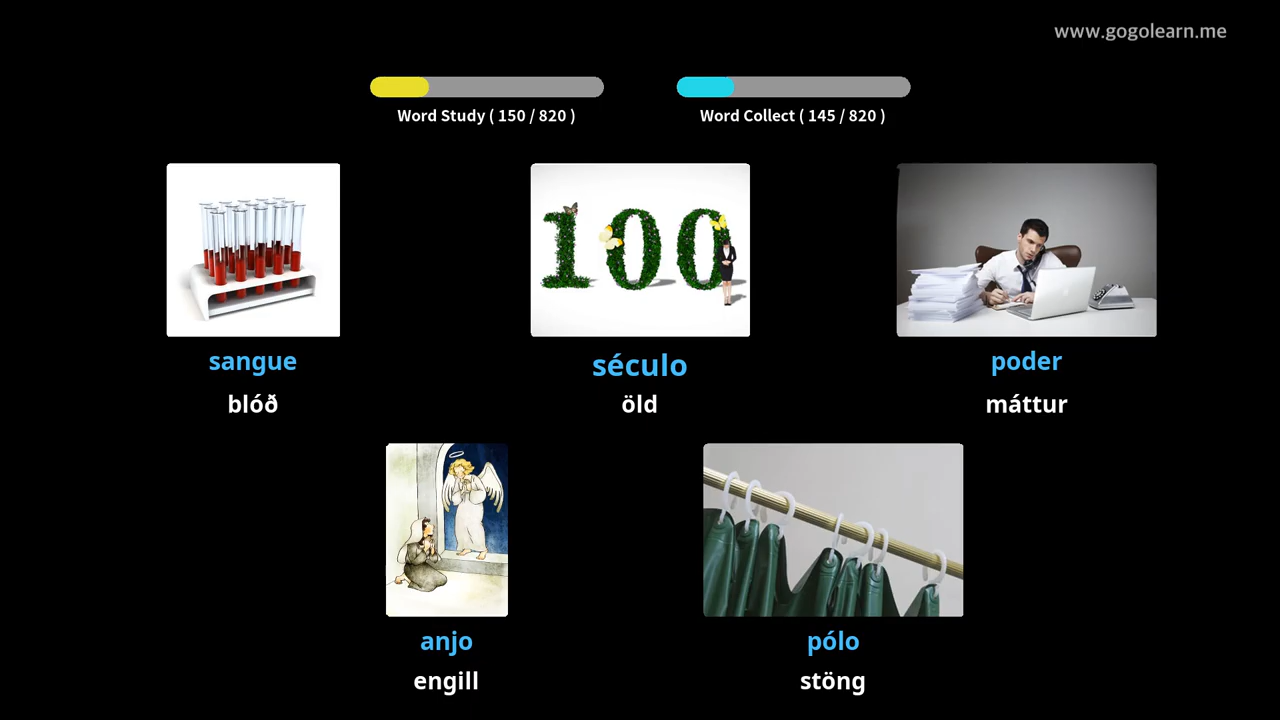 www.gogolearn.me
Word Study ( 150 / 820 )
Word Collect ( 145 / 820 )
sangue
blóð
século
öld
poder
máttur
100
anjo
engill
pólo
stöng